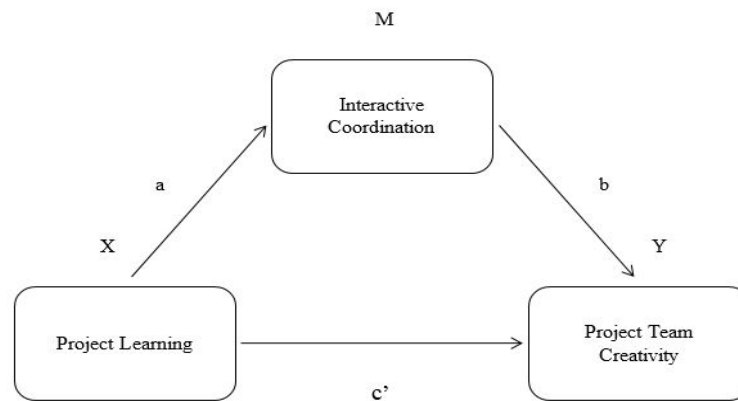 M
Interactive
Coordination
a
b
X
Y
Project Learning
Project Team
Creativity
c’